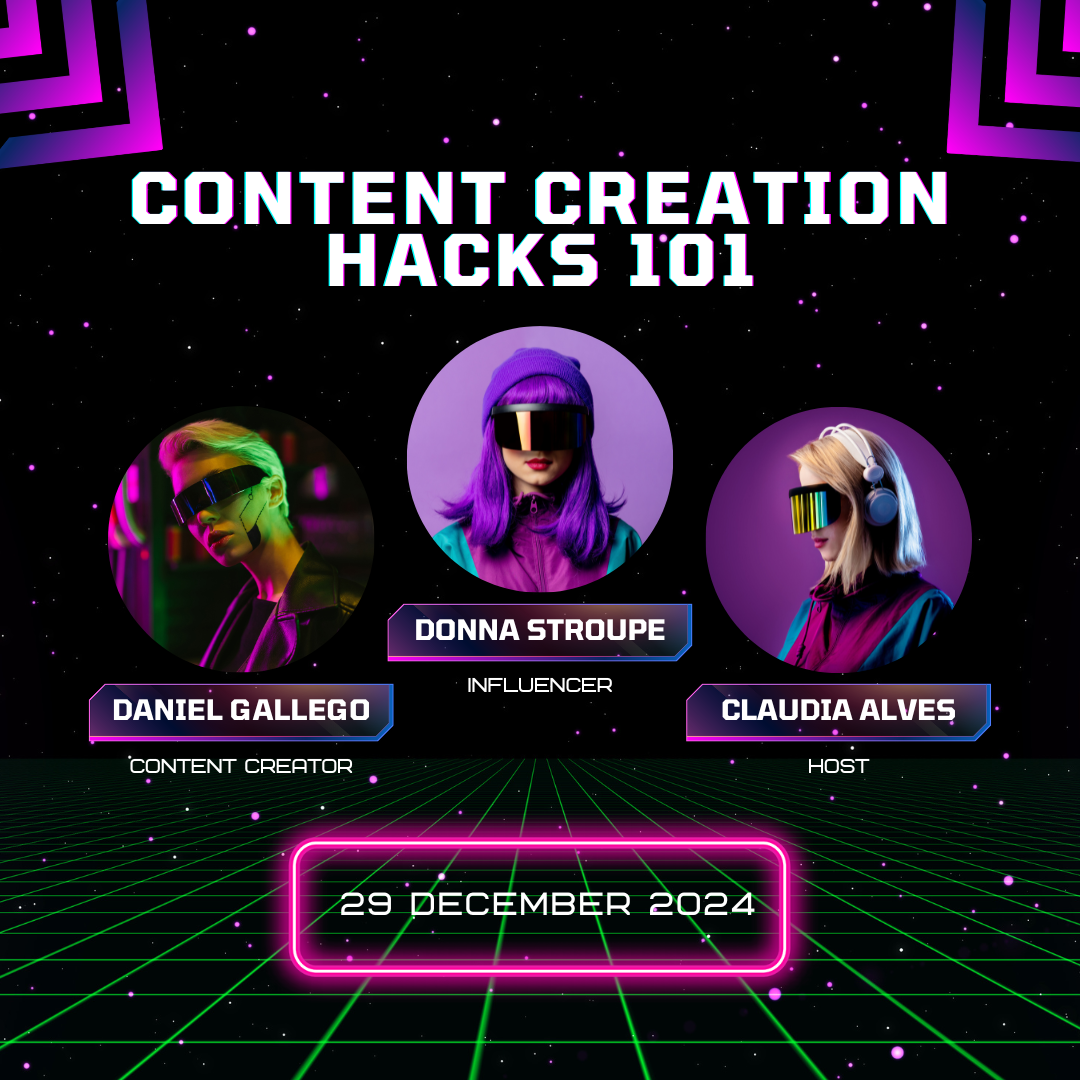 CONTENT CREATION
HACKS 101
DONNA STROUPE
INFLUENCER
DANIEL GALLEGO
CONTENT CREATOR
CLAUDIA ALVES
HOST
29 DECEMBER 2024